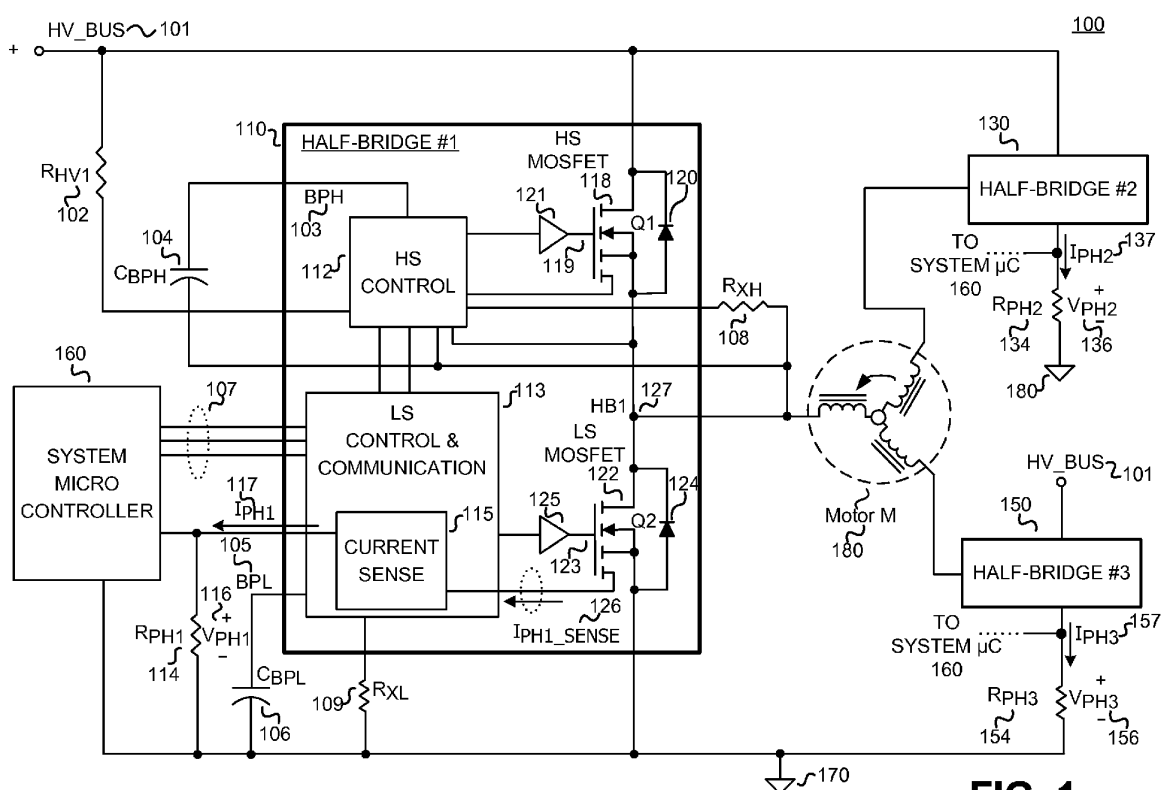 HV_BUS 101
100
+
110
HALF-BRIDGE #1
HS
MOSFET
130
HALF-BRIDGE #2
RHV1
102
BPH
103
121
118
120
Q1
119
104
CBPH
112
HS
CONTROL
RXH
108
TO
SYSTEM µC
160
IPH2
137
RPH2
134
+
VPH2
−
136
180
160
107
113
LS
CONTROL &
COMMUNICATION
HB1
127
LS
MOSFET
122
124
Q2
125
123
SYSTEM
MICRO
CONTROLLER
117
IPH1
115
CURRENT
SENSE
105
BPL
126
IPH1_SENSE
116
+
VPH1
−
RPH1
114
CBPL
106
109
RXL
Motor M
180
HV_BUS 101
150
HALF-BRIDGE #3
TO
SYSTEM µC
160
IPH3
157
RPH3
154
+
VPH3
−
156
170
FIG. 1